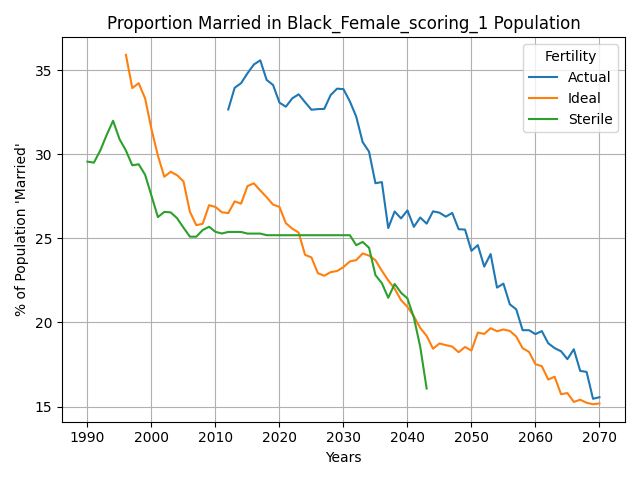 Proportion Married in Black_Female_scoring_1 Population
Fertility
Actual
Ideal
Sterile
% of Population 'Married'
35
30
25
20
15
1990 2000 2010 2020 2030 2040 2050 2060 2070
Years